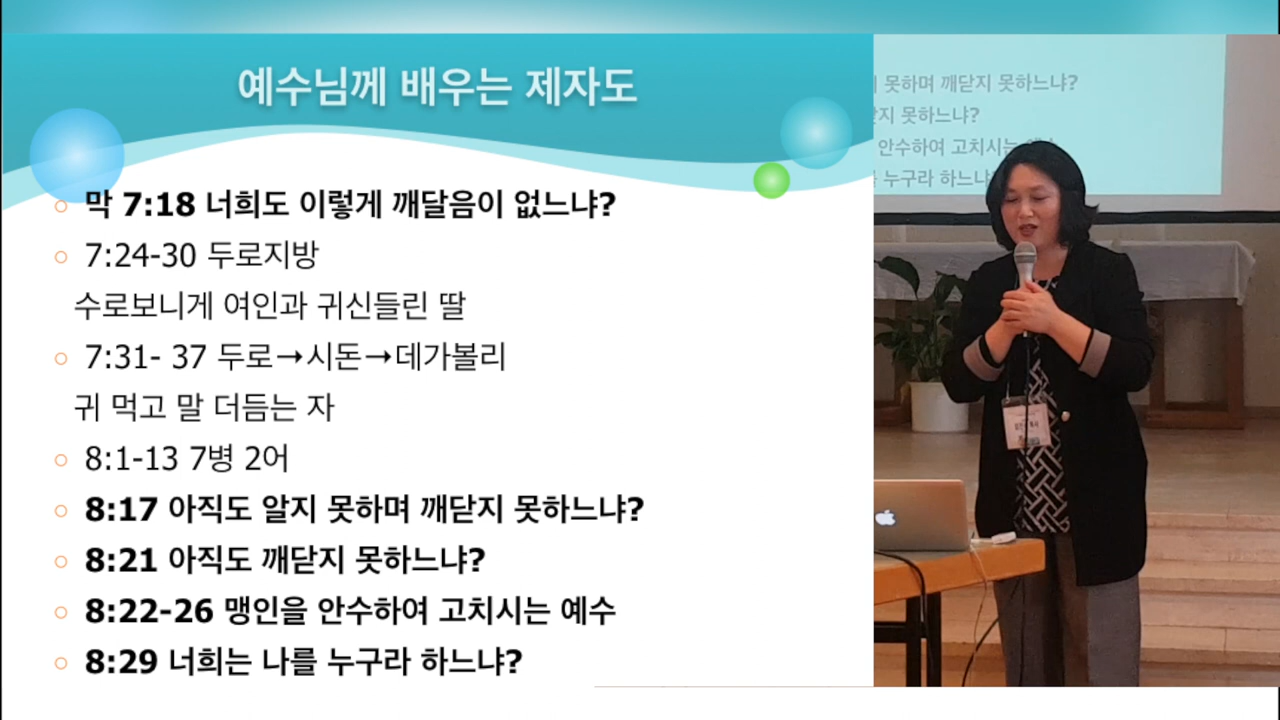 예수님께 배우는 제자도
막 7:18 너희도 이렇게 깨달음이 없느냐?
7:24-30 두로지방
수로보니게 여인과 귀신들린 딸
7:31- 37 두로→시돈→데가볼리
귀 먹고 말 더듬는 자
8:1-13 7병 2어
8:17 아직도 알지 못하며 깨닫지 못하느냐?
8:21 아직도 깨닫지 못하느냐?
8:22-26 맹인을 안수하여 고치시는 예수
8:29 너희는 나를 누구라 하느냐?
못하며 깨닫지 못하느냐?
못하느냐?
안수하여 고치시는
누구라 하느냐